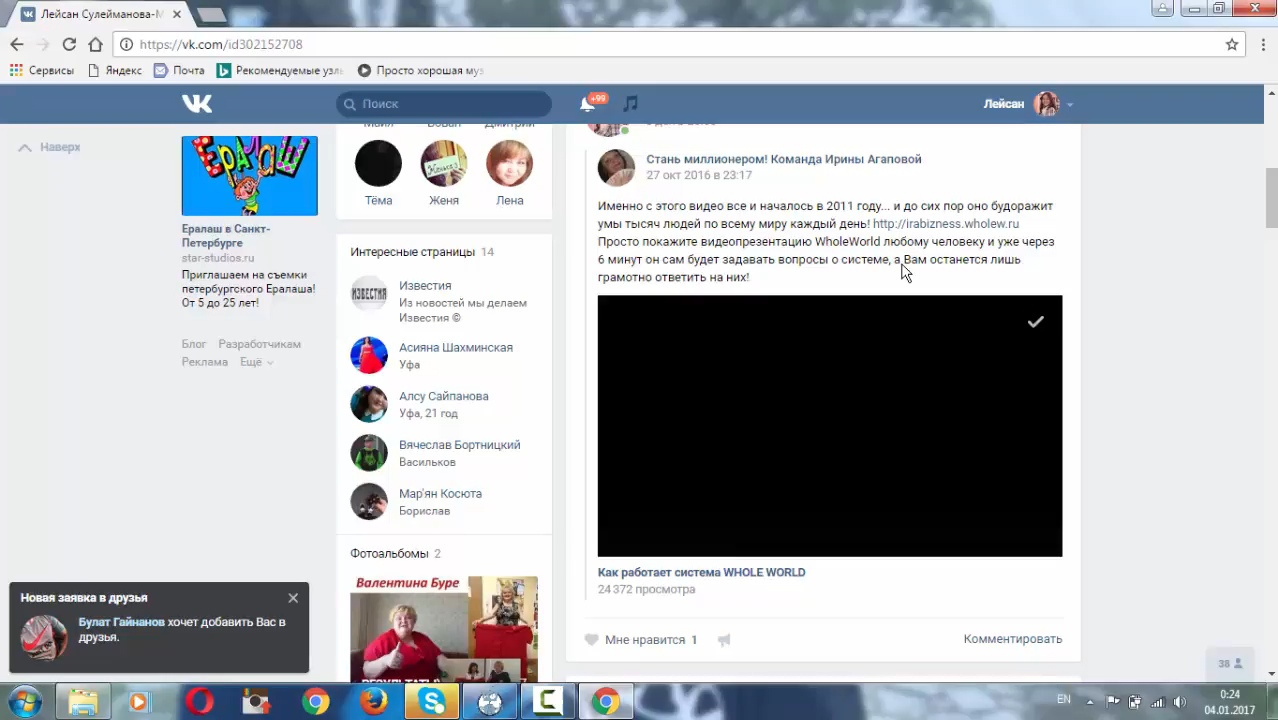 Лейсан Сулейманова-М
https://vk.com/id302152708
Сервисы
Яндекс
Почта
Рекомендуемые узл
Просто хорошая му
Поиск
+99
Лейсан
Наверх
ЕРАЛАШ
Ералаш в Санкт-
Петербурге
star-studios.ru
Приглашаем на съемки
петербургского Ералаша!
От 5 до 25 лет!
Блог Разработчикам
Реклама Ещё
Тёма
Женя
Лена
Интересные страницы 14
ИЗВЕСТИЯ
Известия
Из новостей мы делаем
Известия ©
Асияна Шахминская
Уфа
Алсу Сайпанова
Уфа, 21 год
Вячеслав Бортницкий
Васильков
Мар'ян Косюта
Борислав
Фотоальбомы 2
Валентина Буре
Стань миллионером! Команда Ирины Агаповой
27 окт 2016 в 23:17
Именно с этого видео все и началось в 2011 году... и до сих пор оно будоражит
умы тысяч людей по всему миру каждый день! http://irabizness.wholew.ru
Просто покажите видеопрезентацию WholeWorld любому человеку и уже через
6 минут он сам будет задавать вопросы о системе, а Вам останется лишь
грамотно ответить на них!
Как работает система WHOLE WORLD
24 372 просмотра
Мне нравится 1
Комментировать
Новая заявка в друзья
Булат Гайнанов хочет добавить Вас в
друзья.
38
EN
0:24
04.01.2017